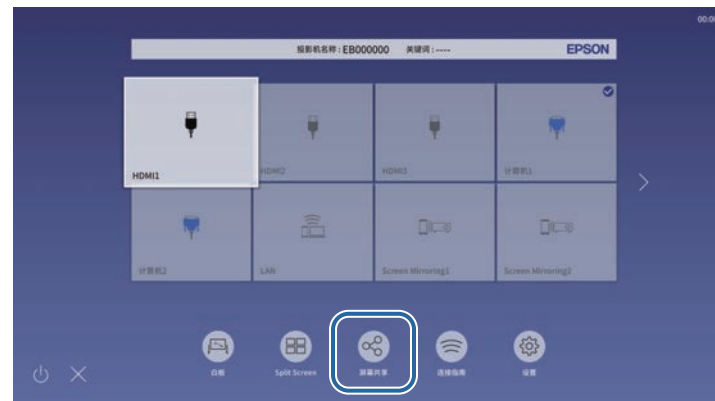 00:00
投影机名称 : EB000000 关键词 : ---- EPSON
HDMI1 HDMI2 HDMI3 计算机1
计算机2 LAN Screen Mirroring1 Screen Mirroring2
白板 Split Screen 屏幕共享 连接指南 设置